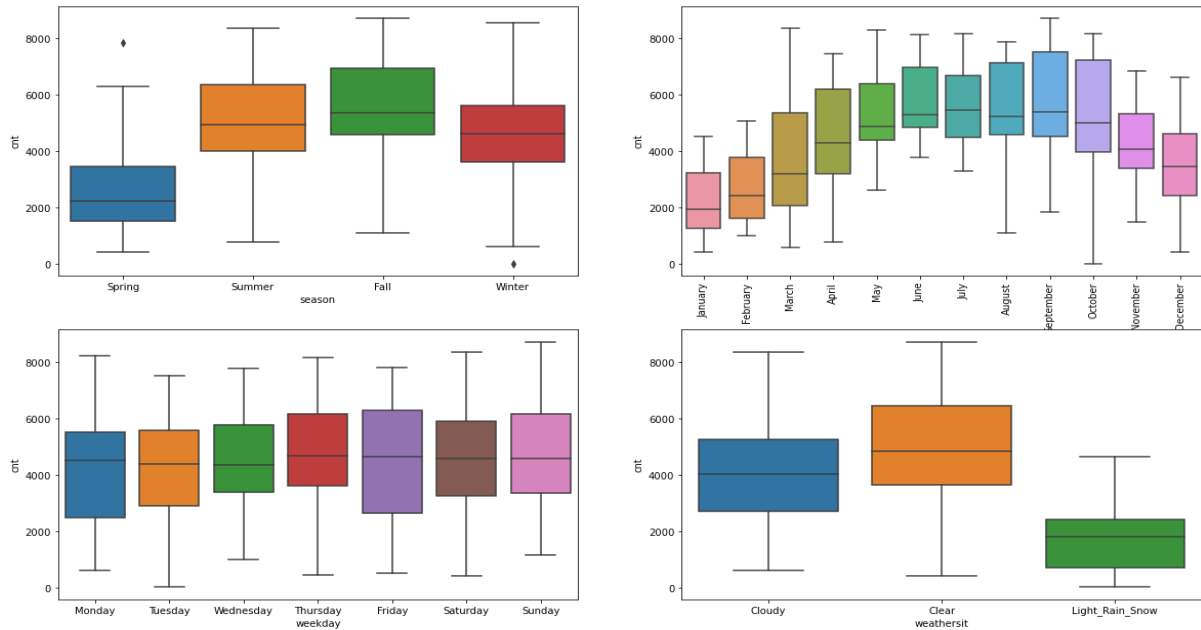 8000
6000
cnt
4000
2000
0
Spring Summer Fall Winter
season
8000
6000
cnt
4000
2000
0
January February March April May June July August September October November December
8000
6000
cnt
4000
2000
0
Monday Tuesday Wednesday Thursday Friday Saturday Sunday
weekday
8000
6000
cnt
4000
2000
0
Cloudy Clear Light_Rain_Snow
weathersit